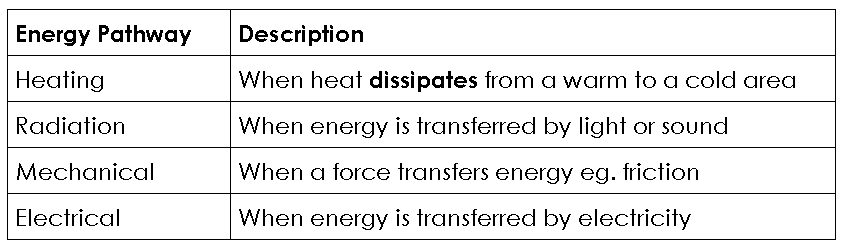 Energy Pathway Description
Heating When heat dissipates from a warm to a cold area
Radiation When energy is transferred by light or sound
Mechanical When a force transfers energy eg. friction
Electrical When energy is transferred by electricity